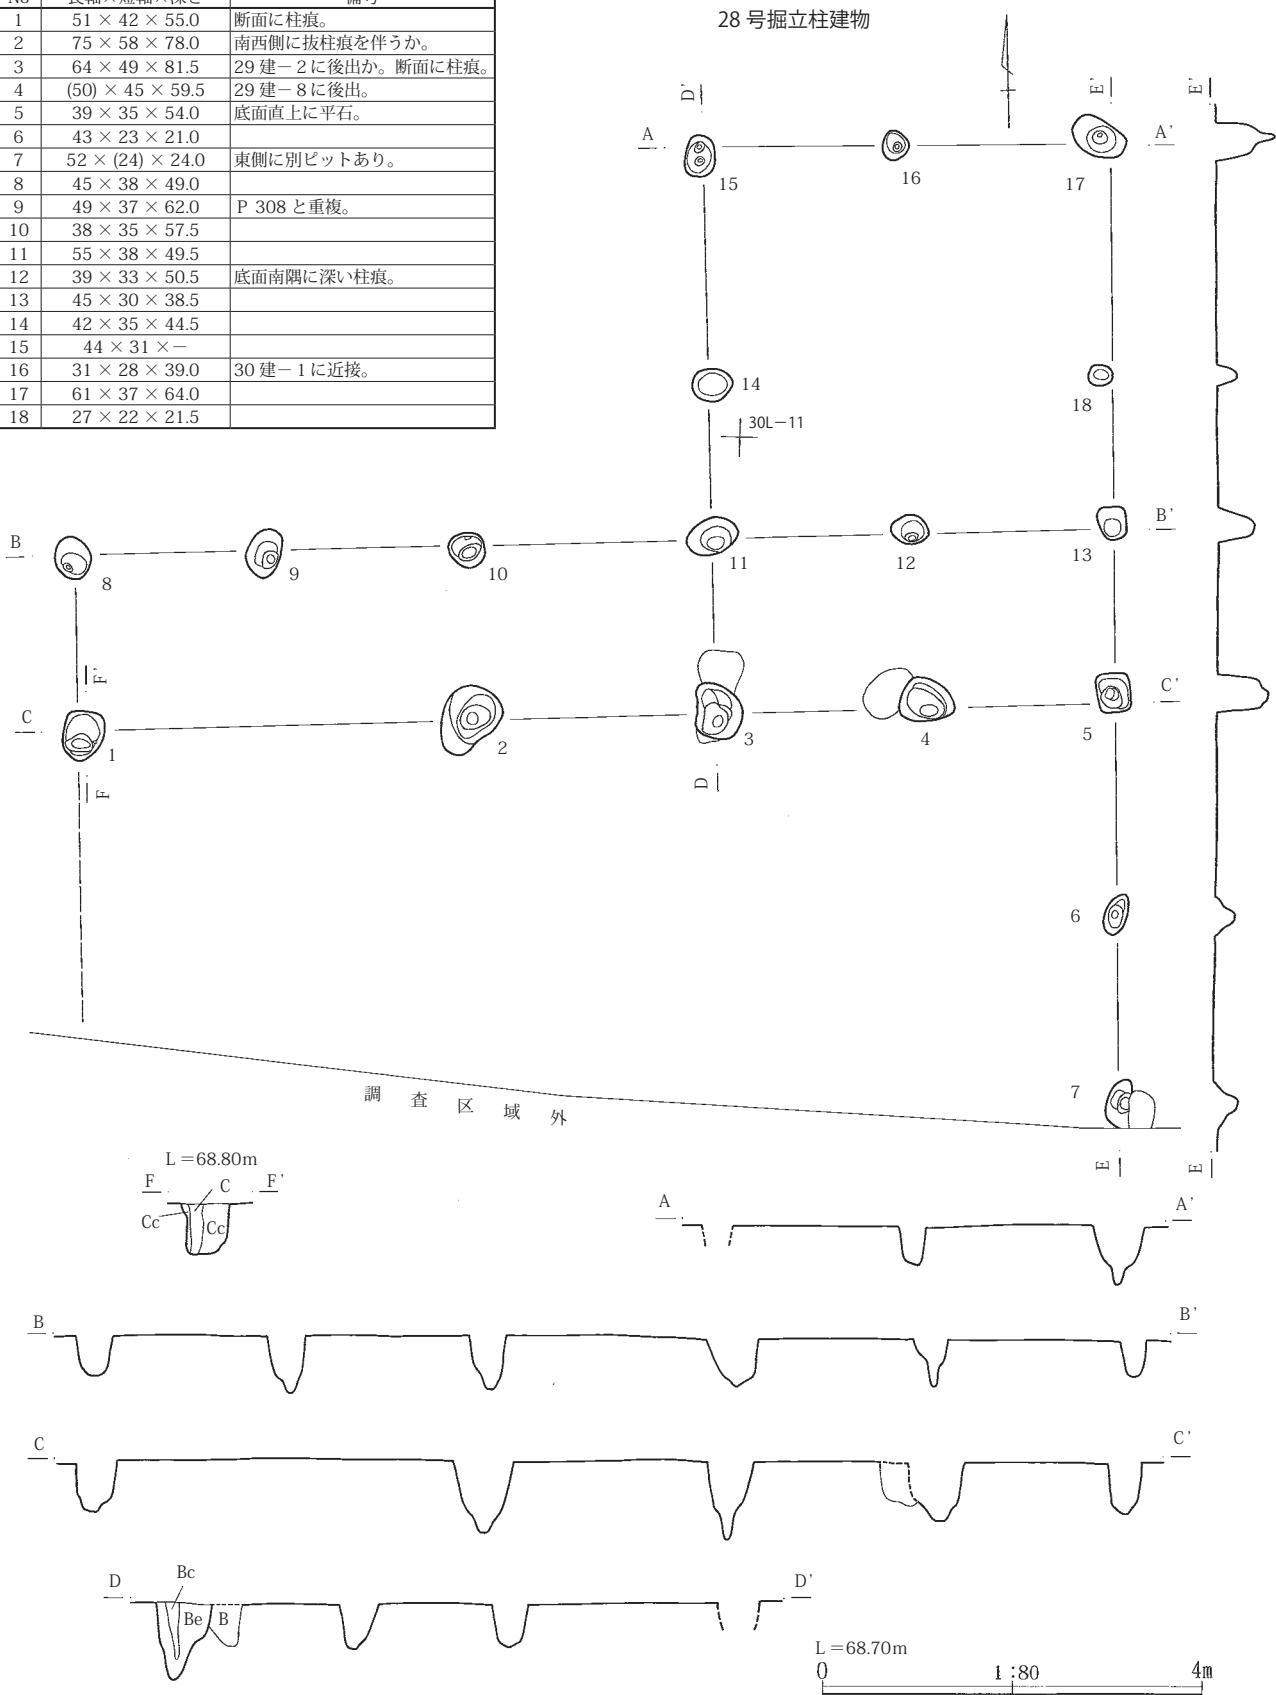 No 長軸×短軸×深さ 備考
1 51 × 42 × 55.0 断面に柱痕。
2 75 × 58 × 78.0 南西側に抜柱痕を伴うか。
3 64 × 49 × 81.5 29 建－2に後出か。断面に柱痕。
4 (50) × 45 × 59.5 29 建－8に後出。
5 39 × 35 × 54.0 底面直上に平石。
6 43 × 23 × 21.0
7 52 × (24) × 24.0 東側に別ピットあり。
8 45 × 38 × 49.0
9 49 × 37 × 62.0 P 308 と重複。
10 38 × 35 × 57.5
11 55 × 38 × 49.5
12 39 × 33 × 50.5 底面南隅に深い柱痕。
13 45 × 30 × 38.5
14 42 × 35 × 44.5
15 44 × 31 ×－
16 31 × 28 × 39.0 30 建－1に近接。
17 61 × 37 × 64.0
18 27 × 22 × 21.5
28 号掘立柱建物
D' E' E'
A A'
15 16 17
14 18
30L−11
B B'
8 9 10 11 12 13
F'
C C'
1 2 3 4 5
F D
6
7
調査区域外
E E
L＝68.80m
F C F'
Cc Cc
A A'
B B'
C C'
D Bc D'
Be B
L＝68.70m
0 1:80 4m